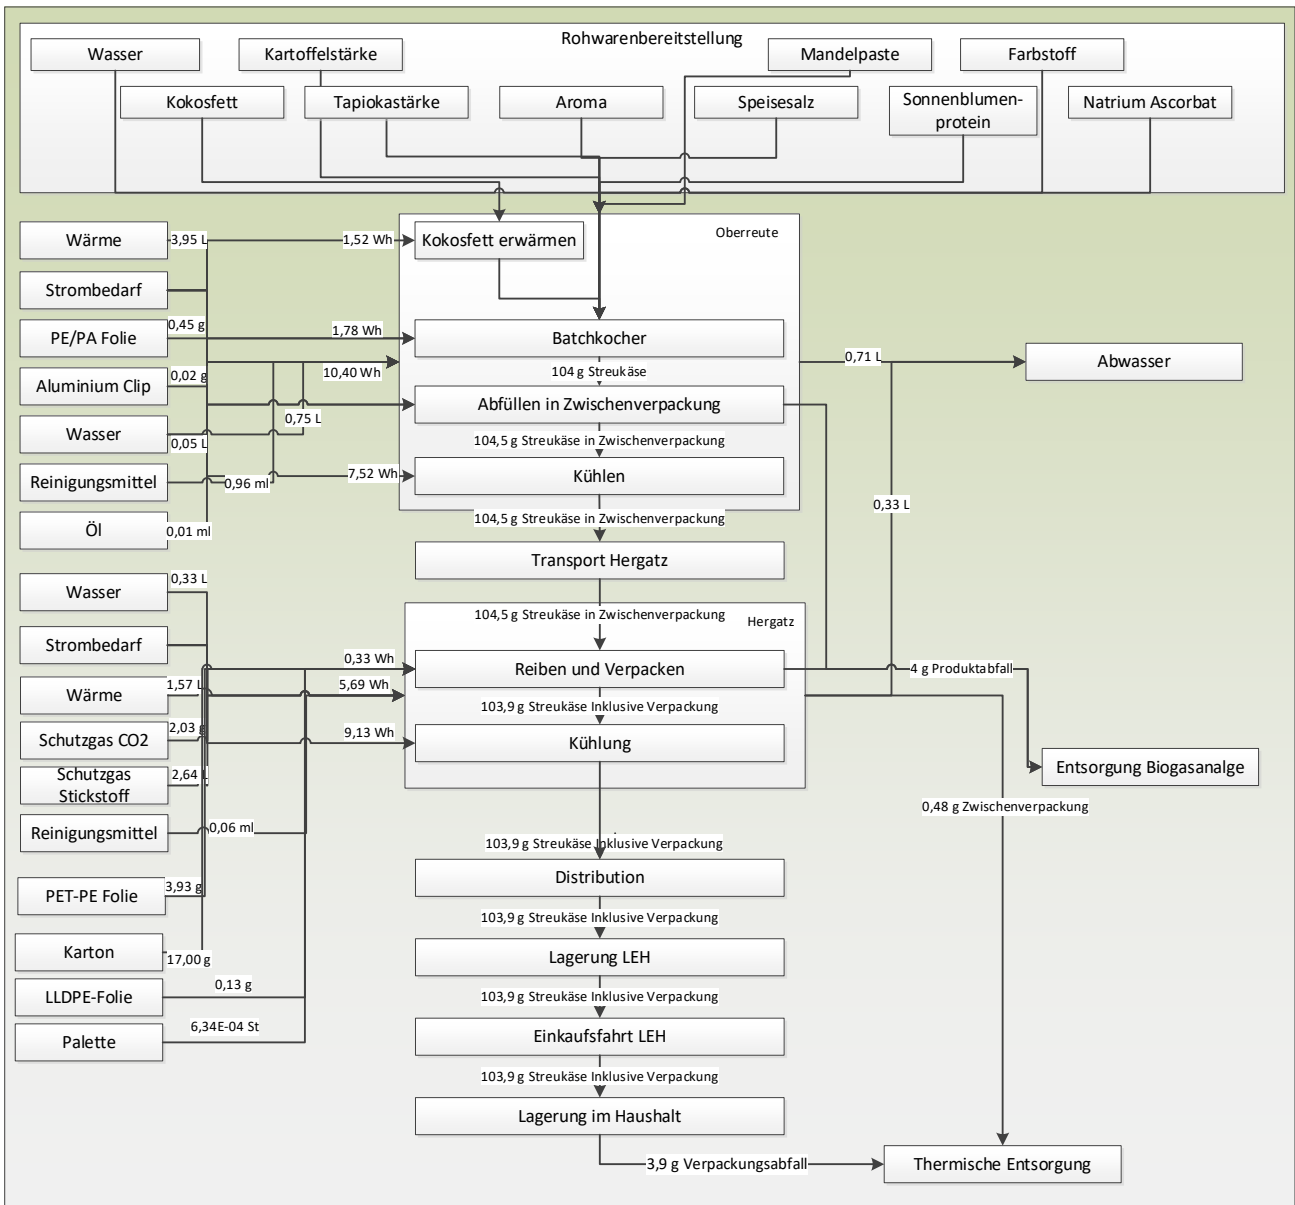 Rohwarenbereitstellung
Wasser
Kartoffelstärke
Mandelpaste
Farbstoff
Kokosfett
Tapiokastärke
Aroma
Speisesalz
Sonnenblumen-
protein
Natrium Ascorbat
Oberreute
Wärme
3,95 L
1,52 Wh
Kokosfett erwärmen
Strombedarf
PE/PA Folie
0,45 g
1,78 Wh
Batchkocher
0,71 L
Abwasser
Aluminium Clip
0,02 g
10,40 Wh
104 g Streukäse
Abfüllen in Zwischenverpackung
Wasser
0,05 L
0,75 L
104,5 g Streukäse in Zwischenverpackung
Reinigungsmittel
0,96 ml
7,52 Wh
Kühlen
0,33 L
Öl
0,01 ml
104,5 g Streukäse in Zwischenverpackung
Transport Hergatz
Wasser
0,33 L
104,5 g Streukäse in Zwischenverpackung
Hergatz
Strombedarf
0,33 Wh
Reiben und Verpacken
4 g Produktabfall
Wärme
1,57 L
5,69 Wh
103,9 g Streukäse Inklusive Verpackung
Schutzgas CO2
2,03 g
9,13 Wh
Kühlung
Schutzgas
Stickstoff
2,64 L
Entsorgung Biogasanalge
0,48 g Zwischenverpackung
Reinigungsmittel
0,06 ml
103,9 g Streukäse Inklusive Verpackung
PET-PE Folie
3,93 g
Distribution
103,9 g Streukäse Inklusive Verpackung
Karton
17,00 g
Lagerung LEH
LLDPE-Folie
0,13 g
103,9 g Streukäse Inklusive Verpackung
Palette
6,34E-04 St
Einkaufsfahrt LEH
103,9 g Streukäse Inklusive Verpackung
Lagerung im Haushalt
3,9 g Verpackungsabfall
Thermische Entsorgung